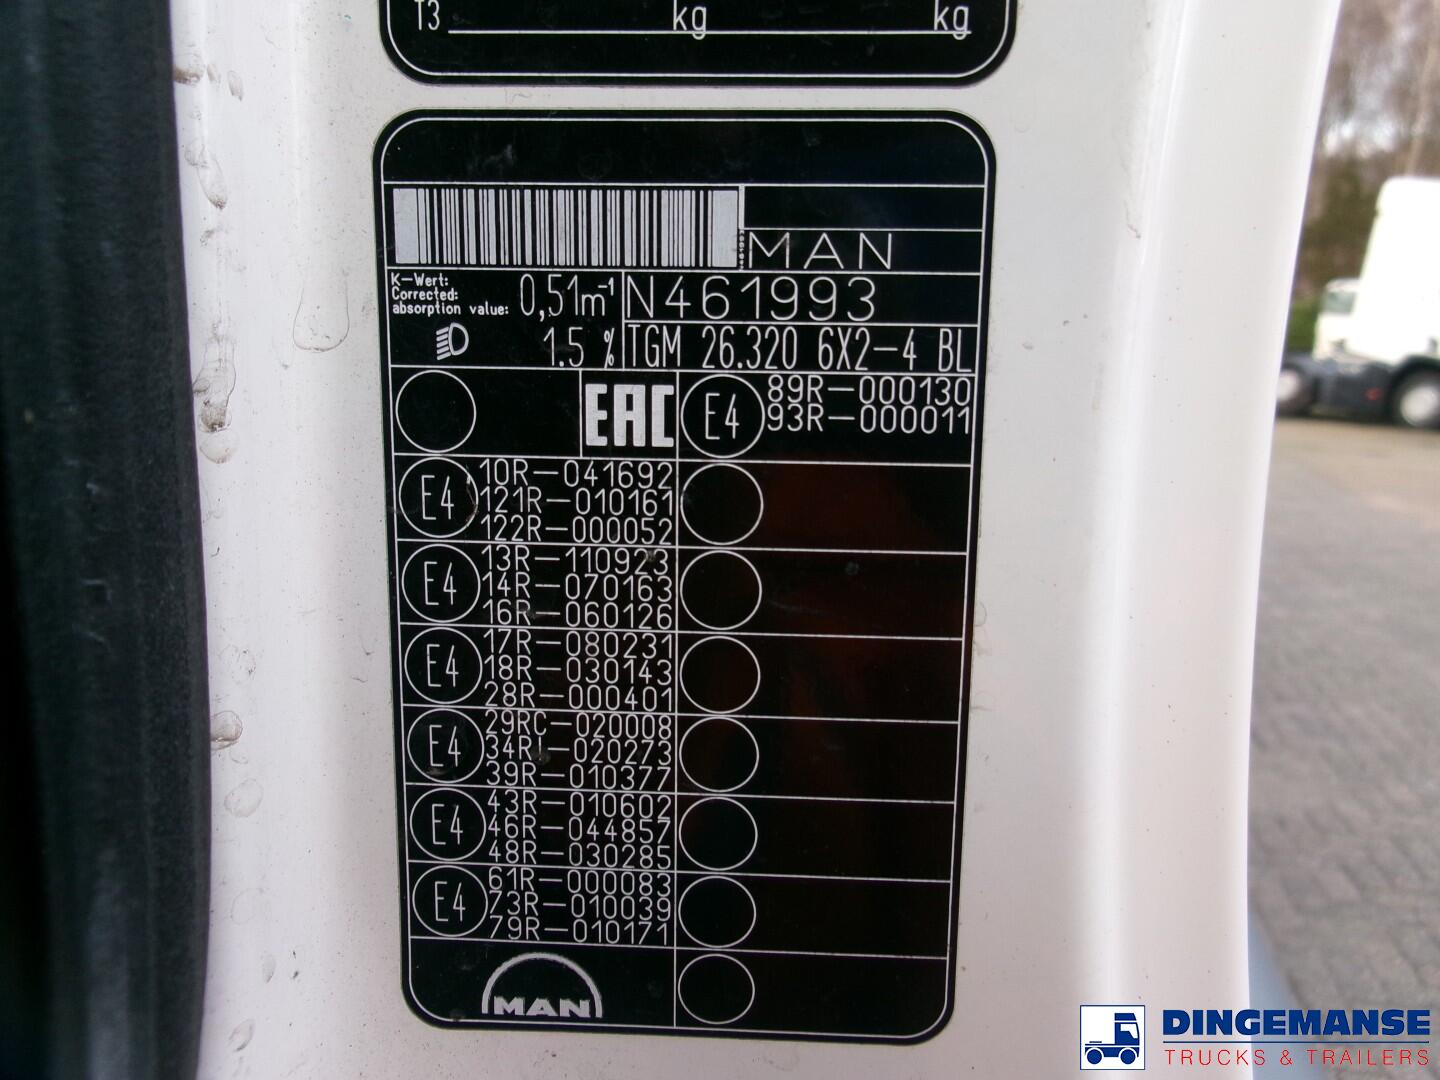 T3 kg kg
MAN
K-Wert:
Corrected:
absorption value: 0,51m⁻¹
N461993
1.5 %
TGM 26.320 6X2-4 BL
EAC
E4
89R-000130
93R-000011
E4
10R-041692
121R-010161
122R-000052
E4
13R-110923
14R-070163
16R-060126
E4
17R-080231
18R-030143
28R-000401
E4
29RC-020008
34RI-020273
39R-010377
E4
43R-010602
46R-044857
48R-030285
E4
61R-000083
73R-010039
79R-010171
MAN
DINGEMANSE
TRUCKS & TRAILERS